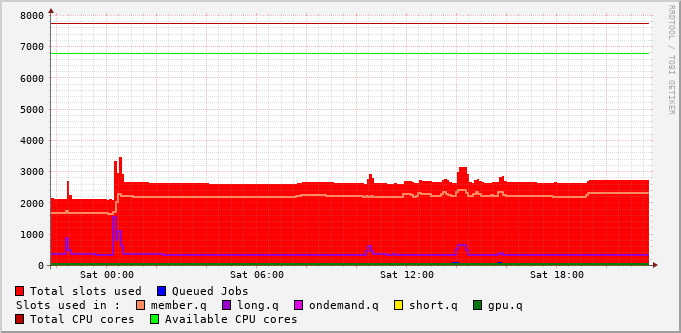 8000
7000
6000
5000
4000
3000
2000
1000
0
Sat 00:00 Sat 06:00 Sat 12:00 Sat 18:00
RRDTOOL / TOBI OETIKER
Total slots used Queued Jobs
Slots used in : member.q long.q ondemand.q short.q gpu.q
Total CPU cores Available CPU cores